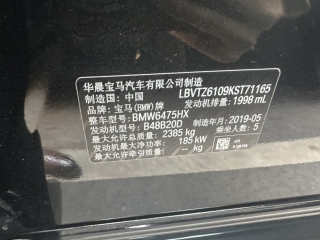 华晨宝马汽车有限公司制造
制造国: 中国 LBVTZ6109KST71165
品牌: 宝马(BMW)牌 发动机排量: 1998 mL
整车型号: BMW6475HX
发动机型号: B48B20D 制造年月: 2019-05
最大允许总质量: 2385 kg 乘坐人数: 5
发动机最大净功率: 185 kW
最大允许牵引质量: -- kg